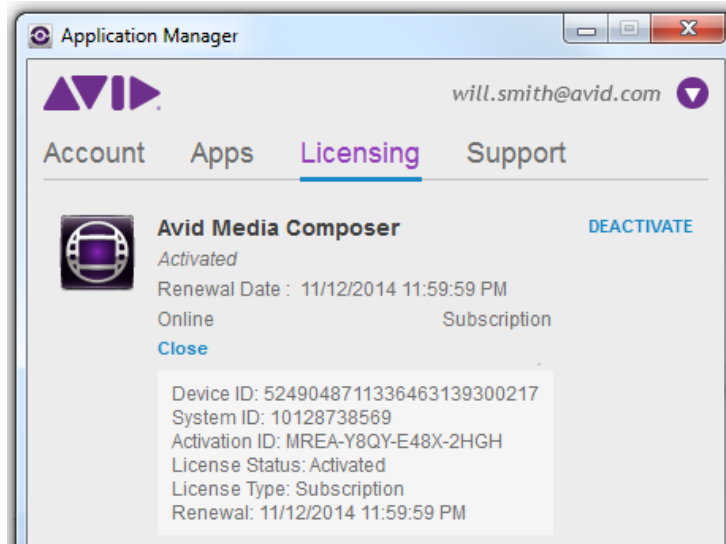 Application Manager
AVID.
will.smith@avid.com
Account Apps Licensing Support
Avid Media Composer DEACTIVATE
Activated
Renewal Date : 11/12/2014 11:59:59 PM
Online Subscription
Close
Device ID: 5249048711336463139300217
System ID: 10128738569
Activation ID: MREA-Y8QY-E48X-2HGH
License Status: Activated
License Type: Subscription
Renewal: 11/12/2014 11:59:59 PM